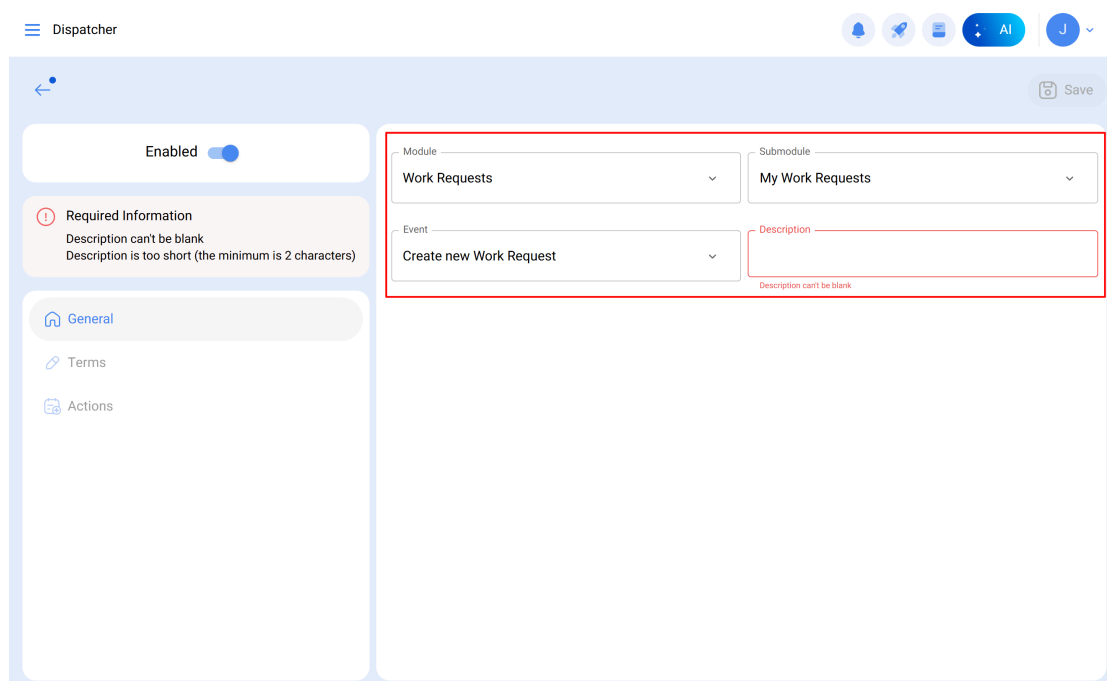 Dispatcher
AI
J
Save
Enabled
Required Information
Description can't be blank
Description is too short (the minimum is 2 characters)
General
Terms
Actions
Module
Work Requests
Submodule
My Work Requests
Event
Create new Work Request
Description
Description can't be blank